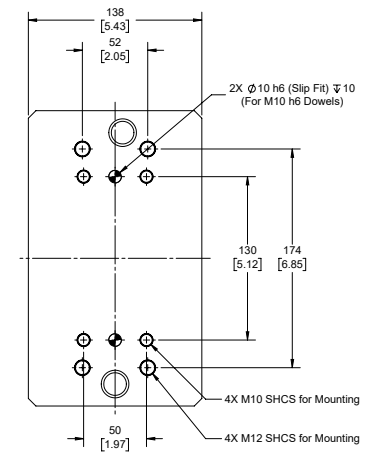 138
[5.43]
52
[2.05]
2X ⌀10 h6 (Slip Fit) ↧10
(For M10 h6 Dowels)
130
[5.12]
174
[6.85]
4X M10 SHCS for Mounting
50
[1.97]
4X M12 SHCS for Mounting